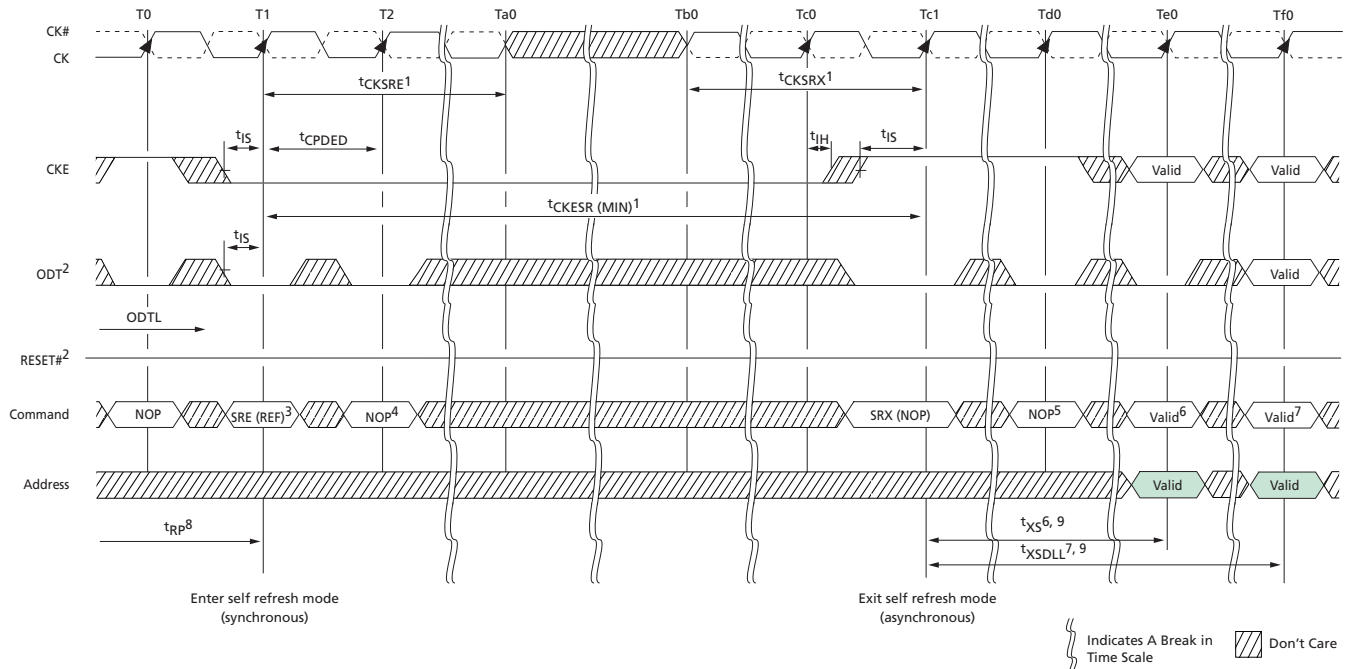 T0 T1 T2 Ta0 Tb0 Tc0 Tc1 Td0 Te0 Tf0
CK#
CK
tCKSRE1 tCKSRX1
tIS tCPDED tIH tIS
CKE Valid Valid
tCKESR (MIN)1
tIS
ODT2 Valid
ODTL
RESET#2
Command NOP SRE (REF)3 NOP4 SRX (NOP) NOP5 Valid6 Valid7
Address Valid Valid
tRP8 tXS6, 9
tXSDLL7, 9
Enter self refresh mode
(synchronous)
Exit self refresh mode
(asynchronous)
Indicates A Break in
Time Scale
Don't Care